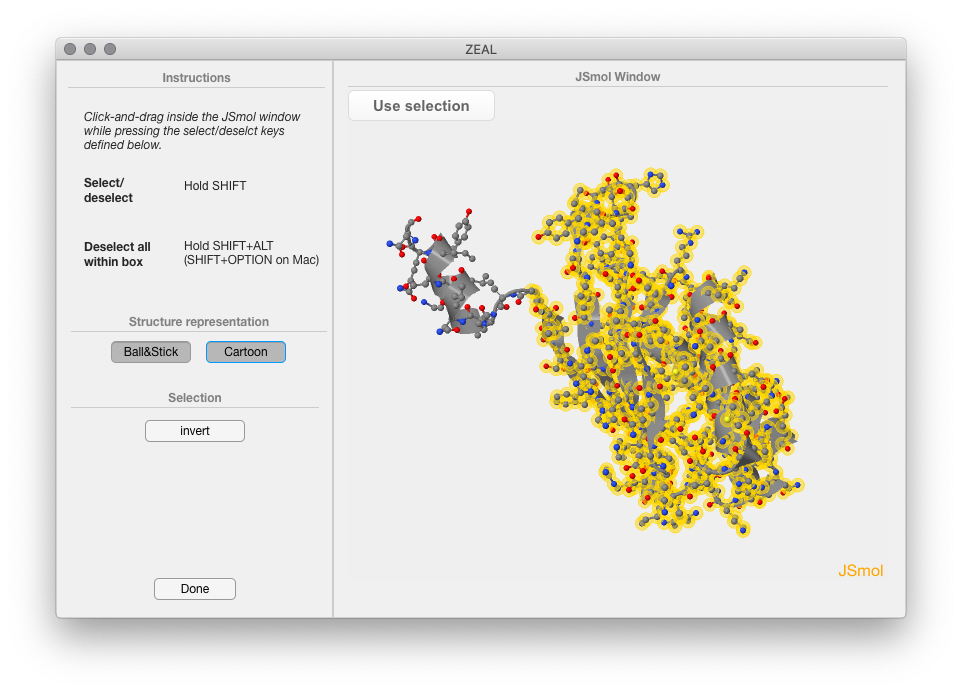 ZEAL
Instructions
Click-and-drag inside the JSmol window
while pressing the select/deselct keys
defined below.
Select/
deselect
Hold SHIFT
Deselect all
within box
Hold SHIFT+ALT
(SHIFT+OPTION on Mac)
Structure representation
Ball&Stick
Cartoon
Selection
invert
Done
JSmol Window
Use selection
JSmol